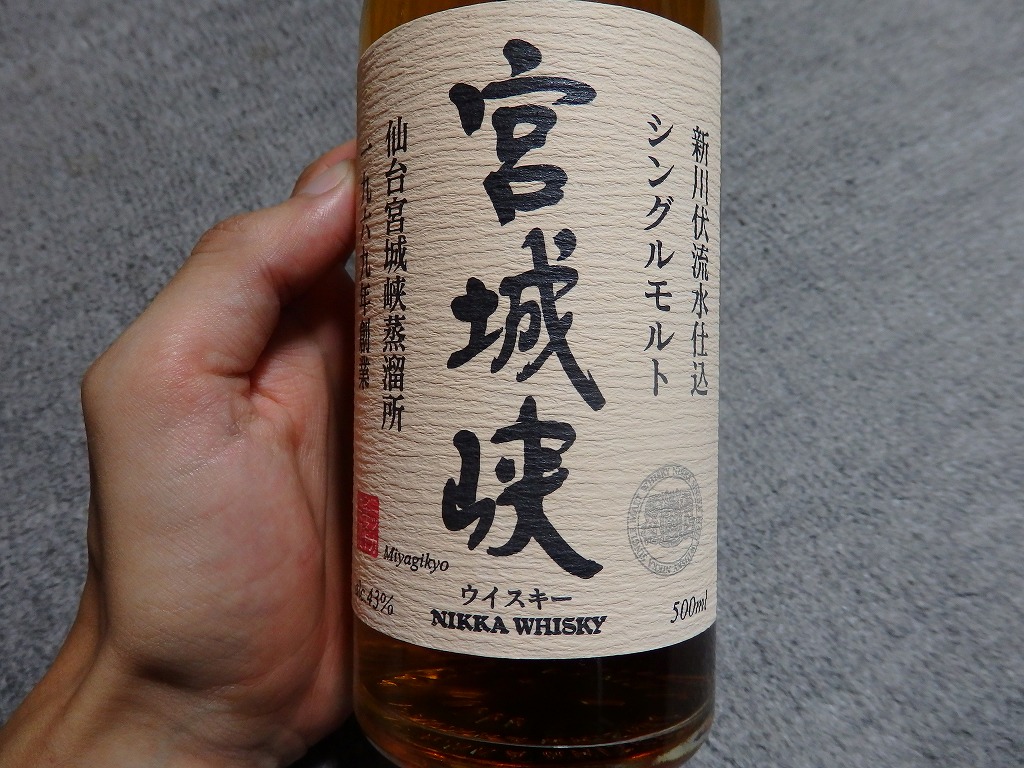 新川伏流水仕込
シングルモルト
宮城峡
仙台宮城峡蒸溜所
一九六九年創業
Miyagikyo
alc.43%
ウイスキー
NIKKA WHISKY
500ml